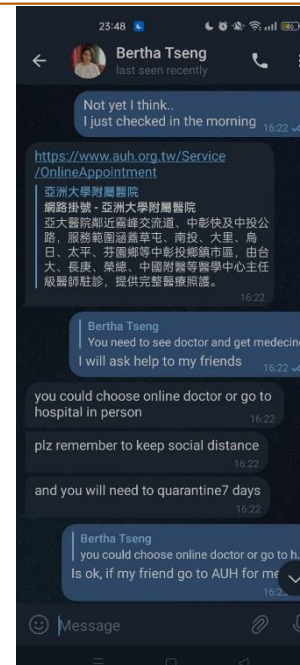 23:48
Bertha Tseng
last seen recently
Not yet I think..
I just checked in the morning 16:22
https://www.auh.org.tw/Service
/OnlineAppointment
亞洲大學附屬醫院
網路掛號 - 亞洲大學附屬醫院
亞大醫院鄰近霧峰交流道、中彰快及中投公
路，服務範圍涵蓋草屯、南投、大里、烏
日、太平、芬園鄉等中彰投鄉鎮市區，由台
大、長庚、榮總、中國附醫等醫學中心主任
級醫師駐診，提供完整醫療照護。
16:22
Bertha Tseng
You need to see doctor and get medecin
I will ask help to my friends 16:22
you could choose online doctor or go to
hospital in person
16:22
plz remember to keep social distance
16:22
and you will need to quarantine7 days
16:22
Bertha Tseng
you could choose online doctor or go to h..
Is ok, if my friend go to AUH for me
Message